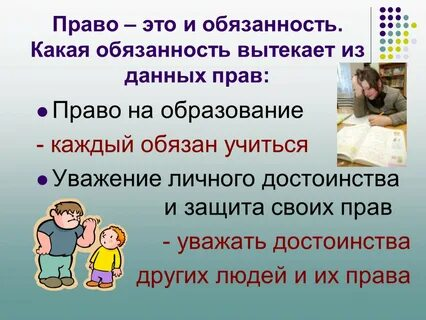 Право – это и обязанность.
Какая обязанность вытекает из
данных прав:
Право на образование
- каждый обязан учиться
Уважение личного достоинства
и защита своих прав
- уважать достоинства
других людей и их права